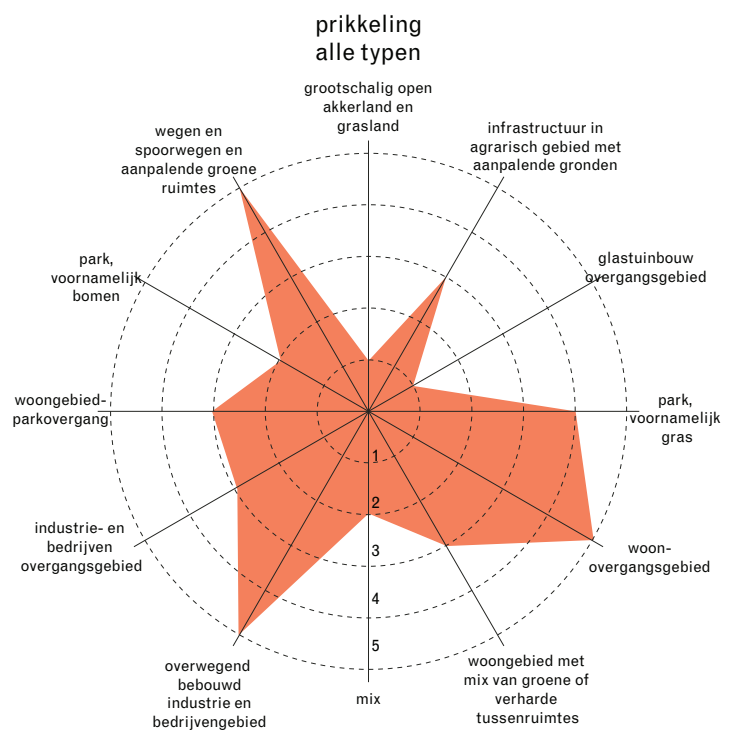 prikkeling
alle typen
grootschalig open
akkerland en
grasland
infrastructuur in
agrarisch gebied met
aanpalende gronden
glastuinbouw
overgangsgebied
park,
voornamelijk
gras
woon-
overgangsgebied
woongebied met
mix van groene of
verharde
tussenruimtes
mix
overwegend
bebouwd
industrie en
bedrijvengebied
industrie- en
bedrijven
overgangsgebied
woongebied-
parkovergang
park,
voornamelijk
bomen
wegen en
spoorwegen en
aanpalende groene
ruimtes
1
2
3
4
5